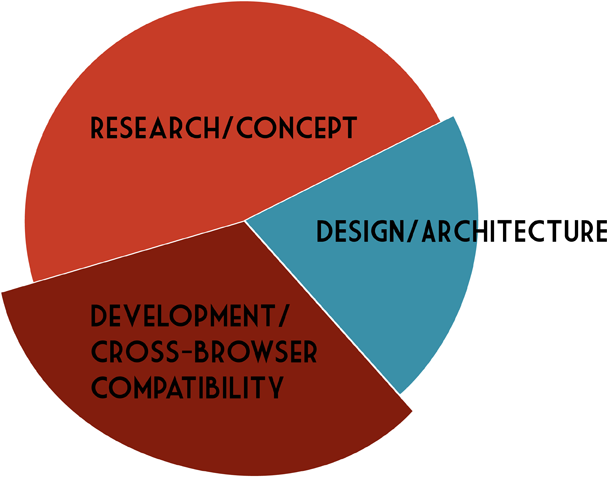 RESEARCH/CONCEPT
DESIGN/ARCHITECTURE
DEVELOPMENT/
CROSS-BROWSER
COMPATIBILITY